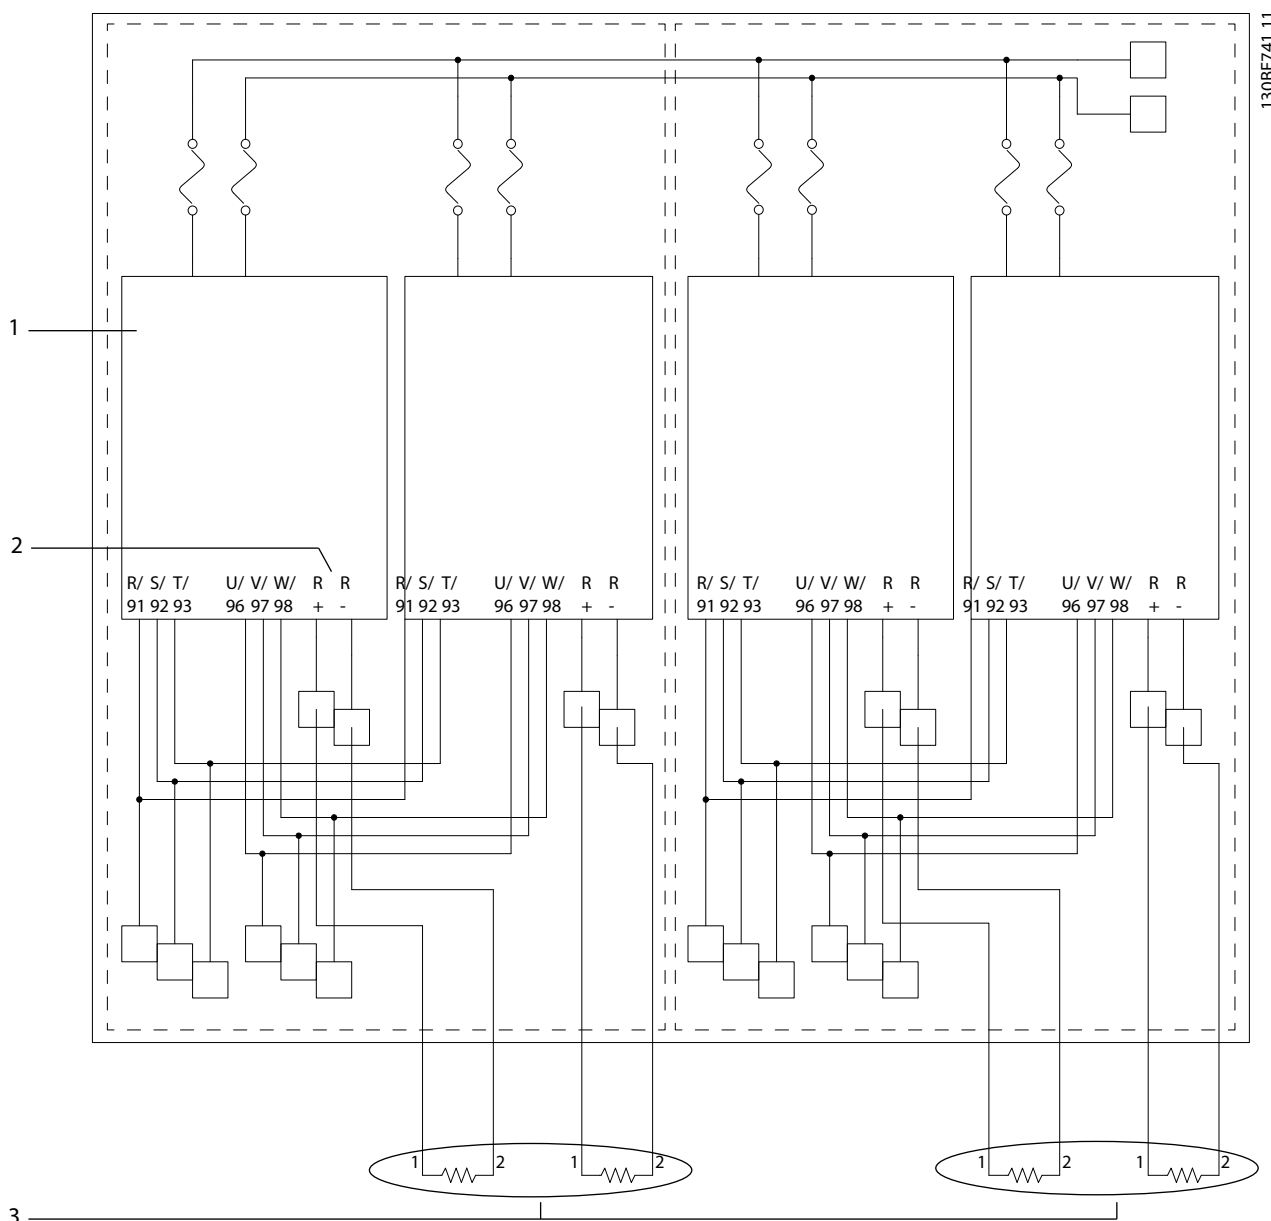 130BF741.11
1
2
R/ S/ T/ U/ V/ W/ R R R/ S/ T/ U/ V/ W/ R R R/ S/ T/ U/ V/ W/ R R R/ S/ T/ U/ V/ W/ R R
91 92 93 96 97 98 + - 91 92 93 96 97 98 + - 91 92 93 96 97 98 + - 91 92 93 96 97 98 + -
1 2 1 2 1 2 1 2
3